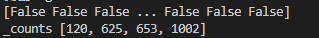 [False False False ... False False False]
_counts [120, 625, 653, 1002]